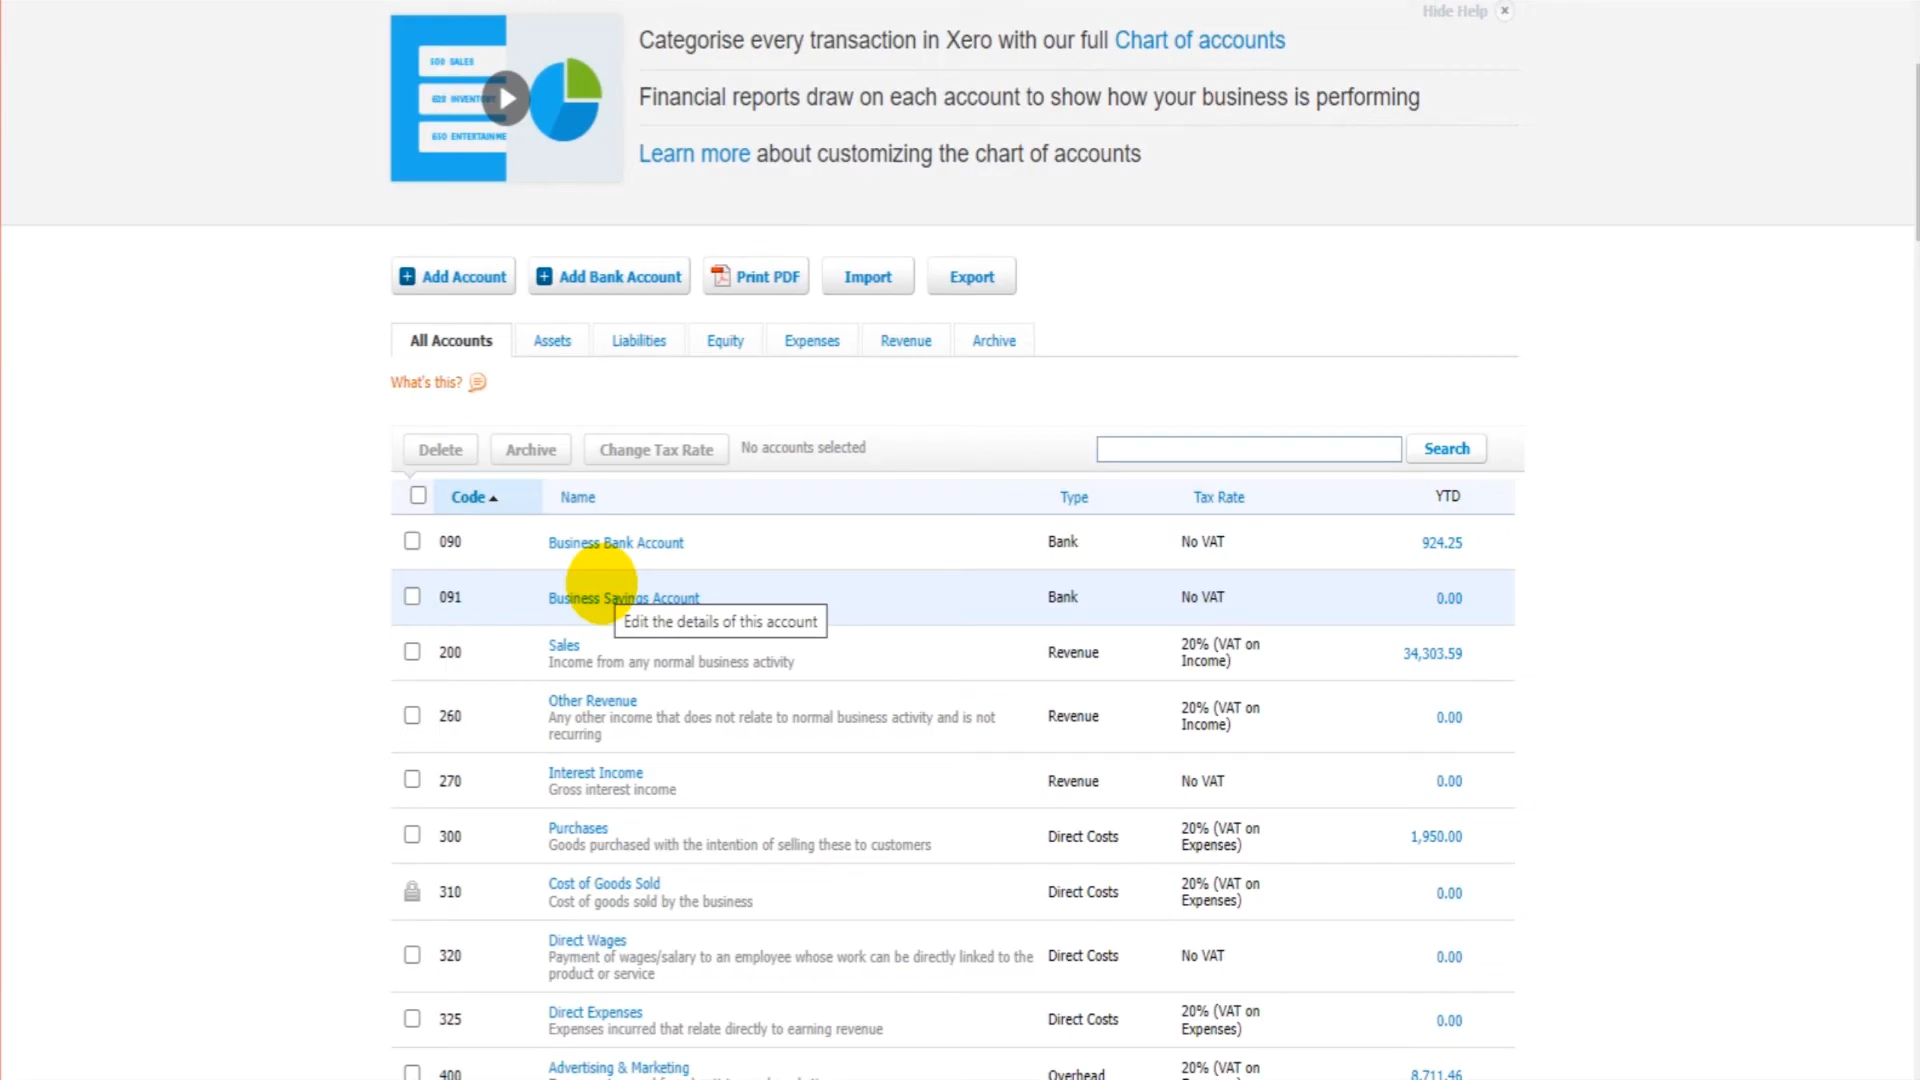 Hide Help
500 SALES
Categorise every transaction in Xero with our full Chart of accounts
Financial reports draw on each account to show how your business is performing
650 ENTERTAINME
Learn more about customizing the chart of accounts
Add Account Add Bank Account Print PDF Import Export
All Accounts Assets Liabilities Equity Expenses Revenue Archive
What's this?
Delete Archive Change Tax Rate No accounts selected Search
Code Name Type Tax Rate YTD
090 Business Bank Account Bank No VAT 924.25
091 Business Savings Account Bank No VAT 0.00
Edit the details of this account
200 Sales Revenue 20% (VAT on 34,303.59
Income from any normal business activity Income)
260 Other Revenue Revenue 20% (VAT on 0.00
Any other income that does not relate to normal business activity and is not Income)
recurring
270 Interest Income Revenue No VAT 0.00
Gross interest income
300 Purchases Direct Costs 20% (VAT on 1,950.00
Goods purchased with the intention of selling these to customers Expenses)
310 Cost of Goods Sold Direct Costs 20% (VAT on 0.00
Cost of goods sold by the business Expenses)
320 Direct Wages Direct Costs No VAT 0.00
Payment of wages/salary to an employee whose work can be directly linked to the
product or service
325 Direct Expenses Direct Costs 20% (VAT on 0.00
Expenses incurred that relate directly to earning revenue Expenses)
400 Advertising & Marketing Overhead 20% (VAT on 8,711.46